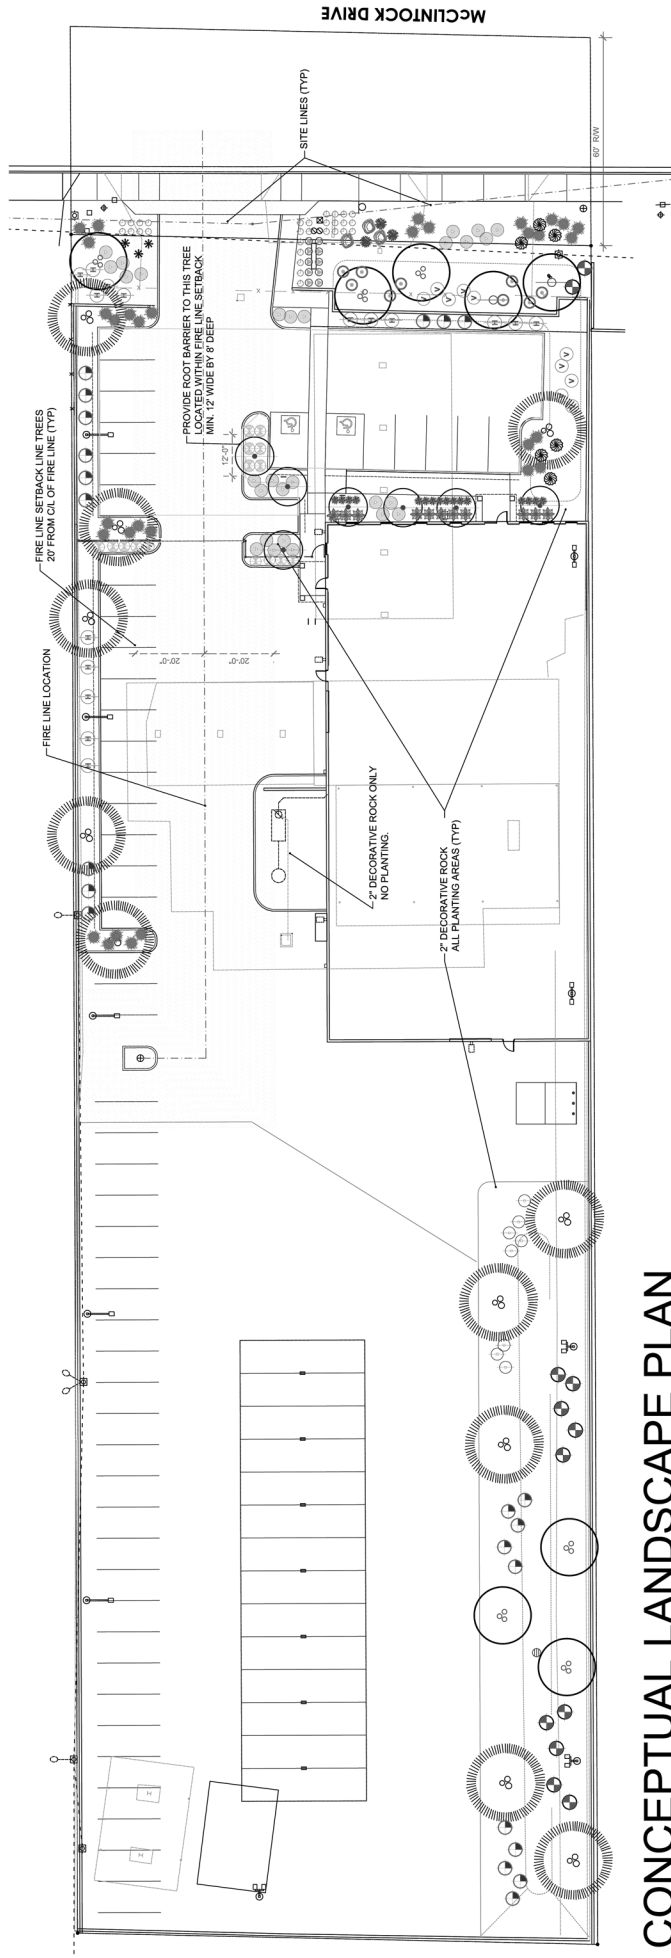 McCLINTOCK DRIVE
SITE LINES (TYP)
60' R/W
PROVIDE ROOT BARRIER TO THIS TREE
LOCATED WITHIN FIRE LINE SETBACK
MIN. 12' WIDE BY 8' DEEP
12'-0"
FIRE LINE SETBACK LINE TREES
20' FROM C/L OF FIRE LINE (TYP)
FIRE LINE LOCATION
20'-0"
20'-0"
2" DECORATIVE ROCK ONLY
NO PLANTING.
2" DECORATIVE ROCK
ALL PLANTING AREAS (TYP)
CONCEPTUAL LANDSCAPE PLAN